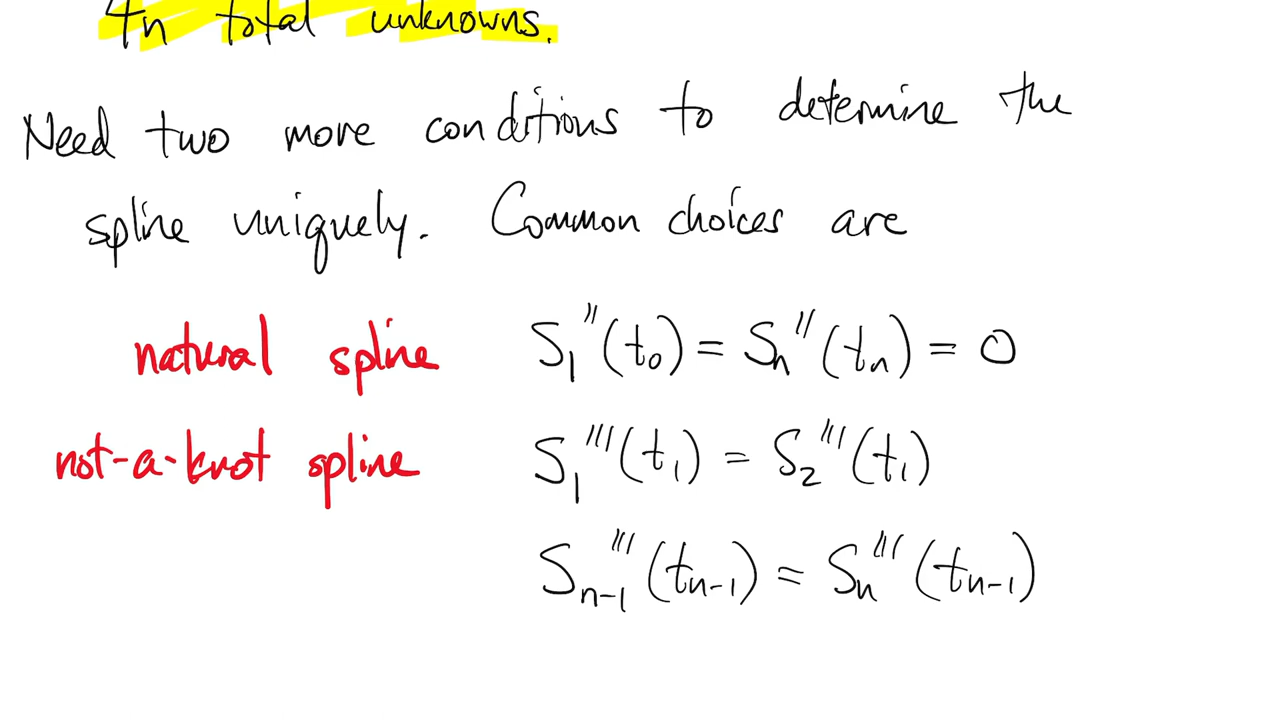 4n total unknowns.
Need two more conditions to determine the
spline uniquely. Common choices are
natural spline S₁″(t₀) = Sₙ″(tₙ) = 0
not-a-knot spline S₁‴(t₁) = S₂‴(t₁)
Sₙ₋₁‴(tₙ₋₁) = Sₙ‴(tₙ₋₁)